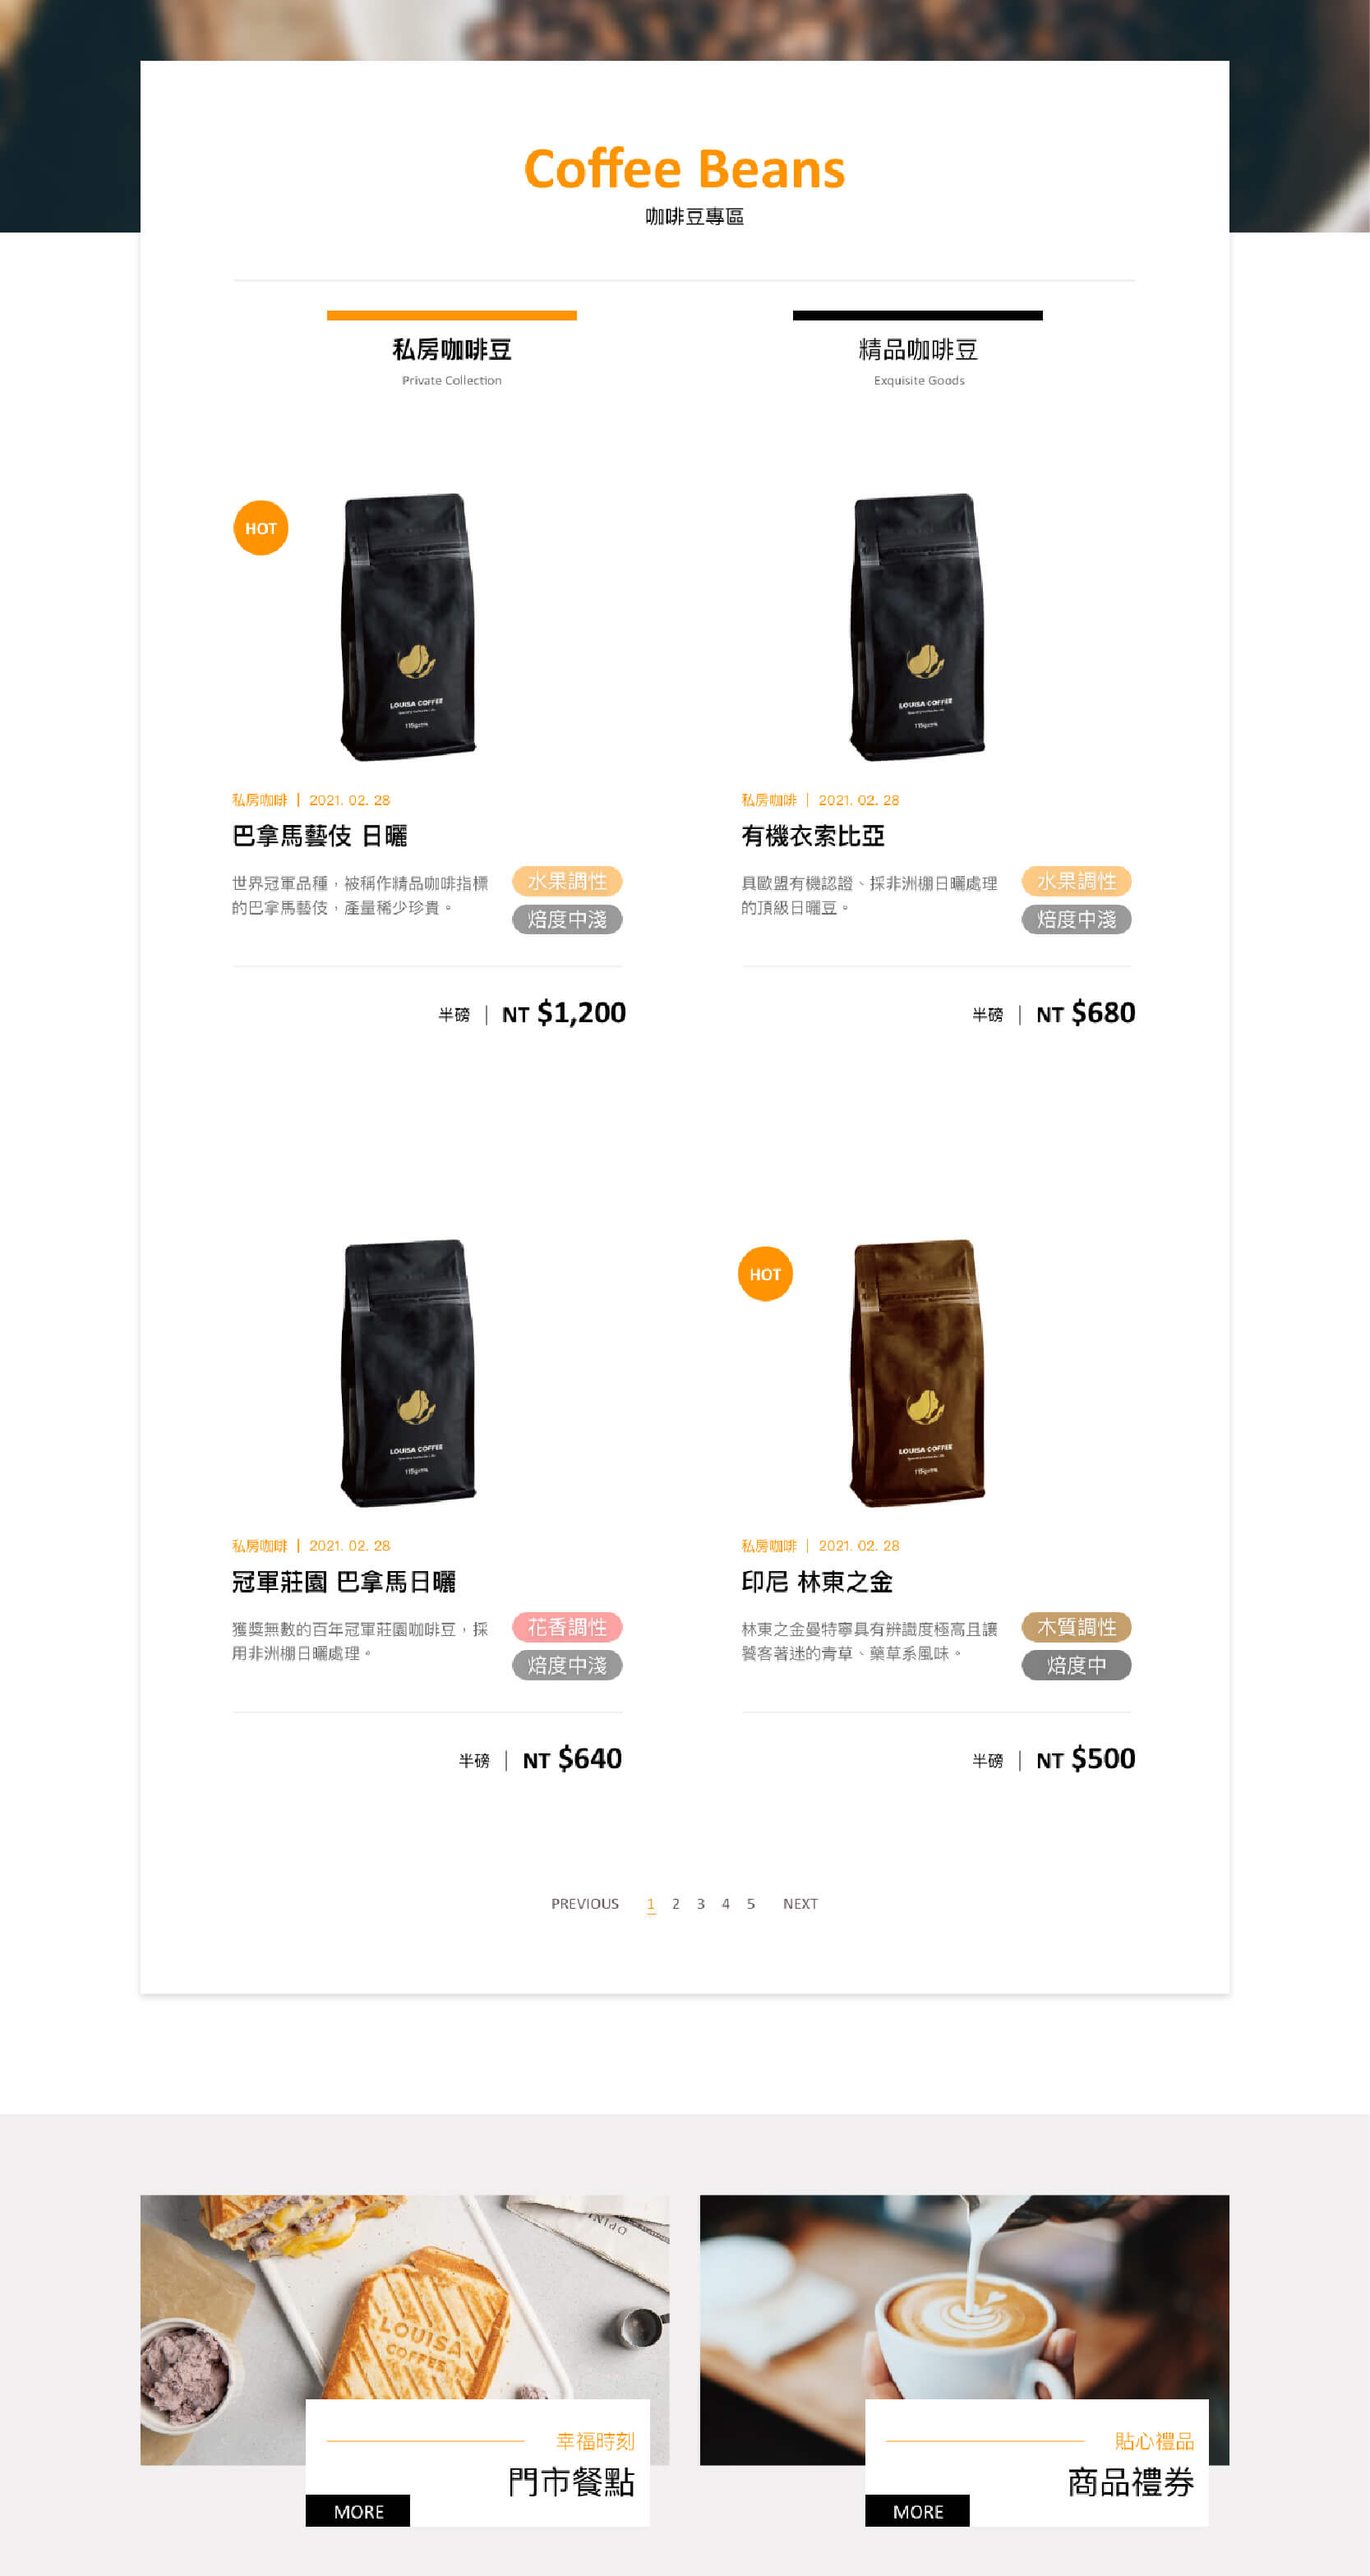 Coffee Beans
咖啡豆專區
私房咖啡豆
Private Collection
精品咖啡豆
Exquisite Goods
HOT
LOUISA COFFEE
115grams
私房咖啡 | 2021. 02. 28
巴拿馬藝伎 日曬
世界冠軍品種，被稱作精品咖啡指標
的巴拿馬藝伎，產量稀少珍貴。
水果調性
焙度中淺
半磅 | NT $1,200
LOUISA COFFEE
115grams
私房咖啡 | 2021. 02. 28
有機衣索比亞
具歐盟有機認證、採非洲棚日曬處理
的頂級日曬豆。
水果調性
焙度中淺
半磅 | NT $680
LOUISA COFFEE
115grams
私房咖啡 | 2021. 02. 28
冠軍莊園 巴拿馬日曬
獲獎無數的百年冠軍莊園咖啡豆，採
用非洲棚日曬處理。
花香調性
焙度中淺
半磅 | NT $640
HOT
LOUISA COFFEE
115grams
私房咖啡 | 2021. 02. 28
印尼 林東之金
林東之金曼特寧具有辨識度極高且讓
饕客著迷的青草、藥草系風味。
木質調性
焙度中
半磅 | NT $500
PREVIOUS 1 2 3 4 5 NEXT
LOUISA
COFFEE
幸福時刻
門市餐點
MORE
貼心禮品
商品禮券
MORE